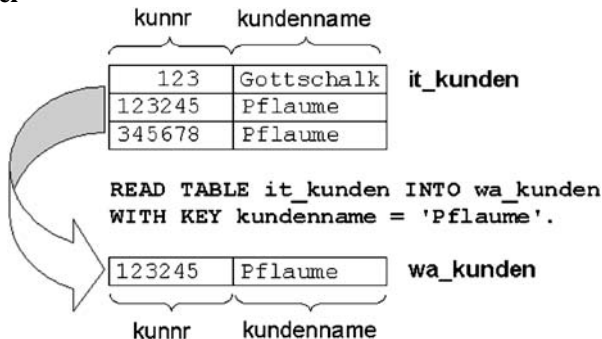 kunnr kundenname
123 Gottschalk it_kunden
123245 Pflaume
345678 Pflaume
READ TABLE it_kunden INTO wa_kunden
WITH KEY kundenname = 'Pflaume'.
123245 Pflaume wa_kunden
kunnr kundenname